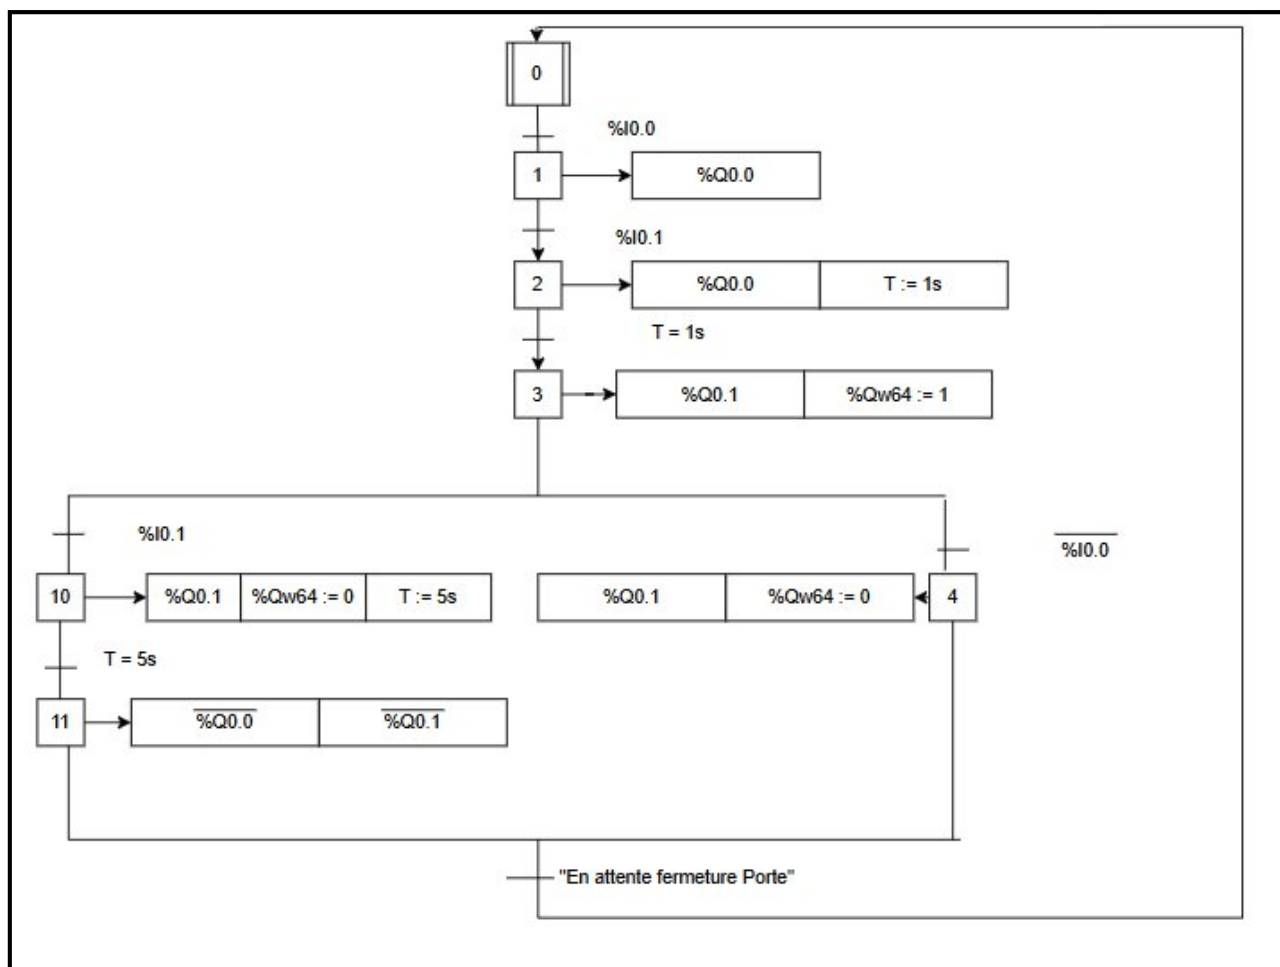 0
%I0.0
1
%Q0.0
%I0.1
2
%Q0.0
T := 1s
T = 1s
3
%Q0.1
%Qw64 := 1
%I0.1
%I0.0
10
%Q0.1
%Qw64 := 0
T := 5s
%Q0.1
%Qw64 := 0
4
T = 5s
11
%Q0.0
%Q0.1
"En attente fermeture Porte"